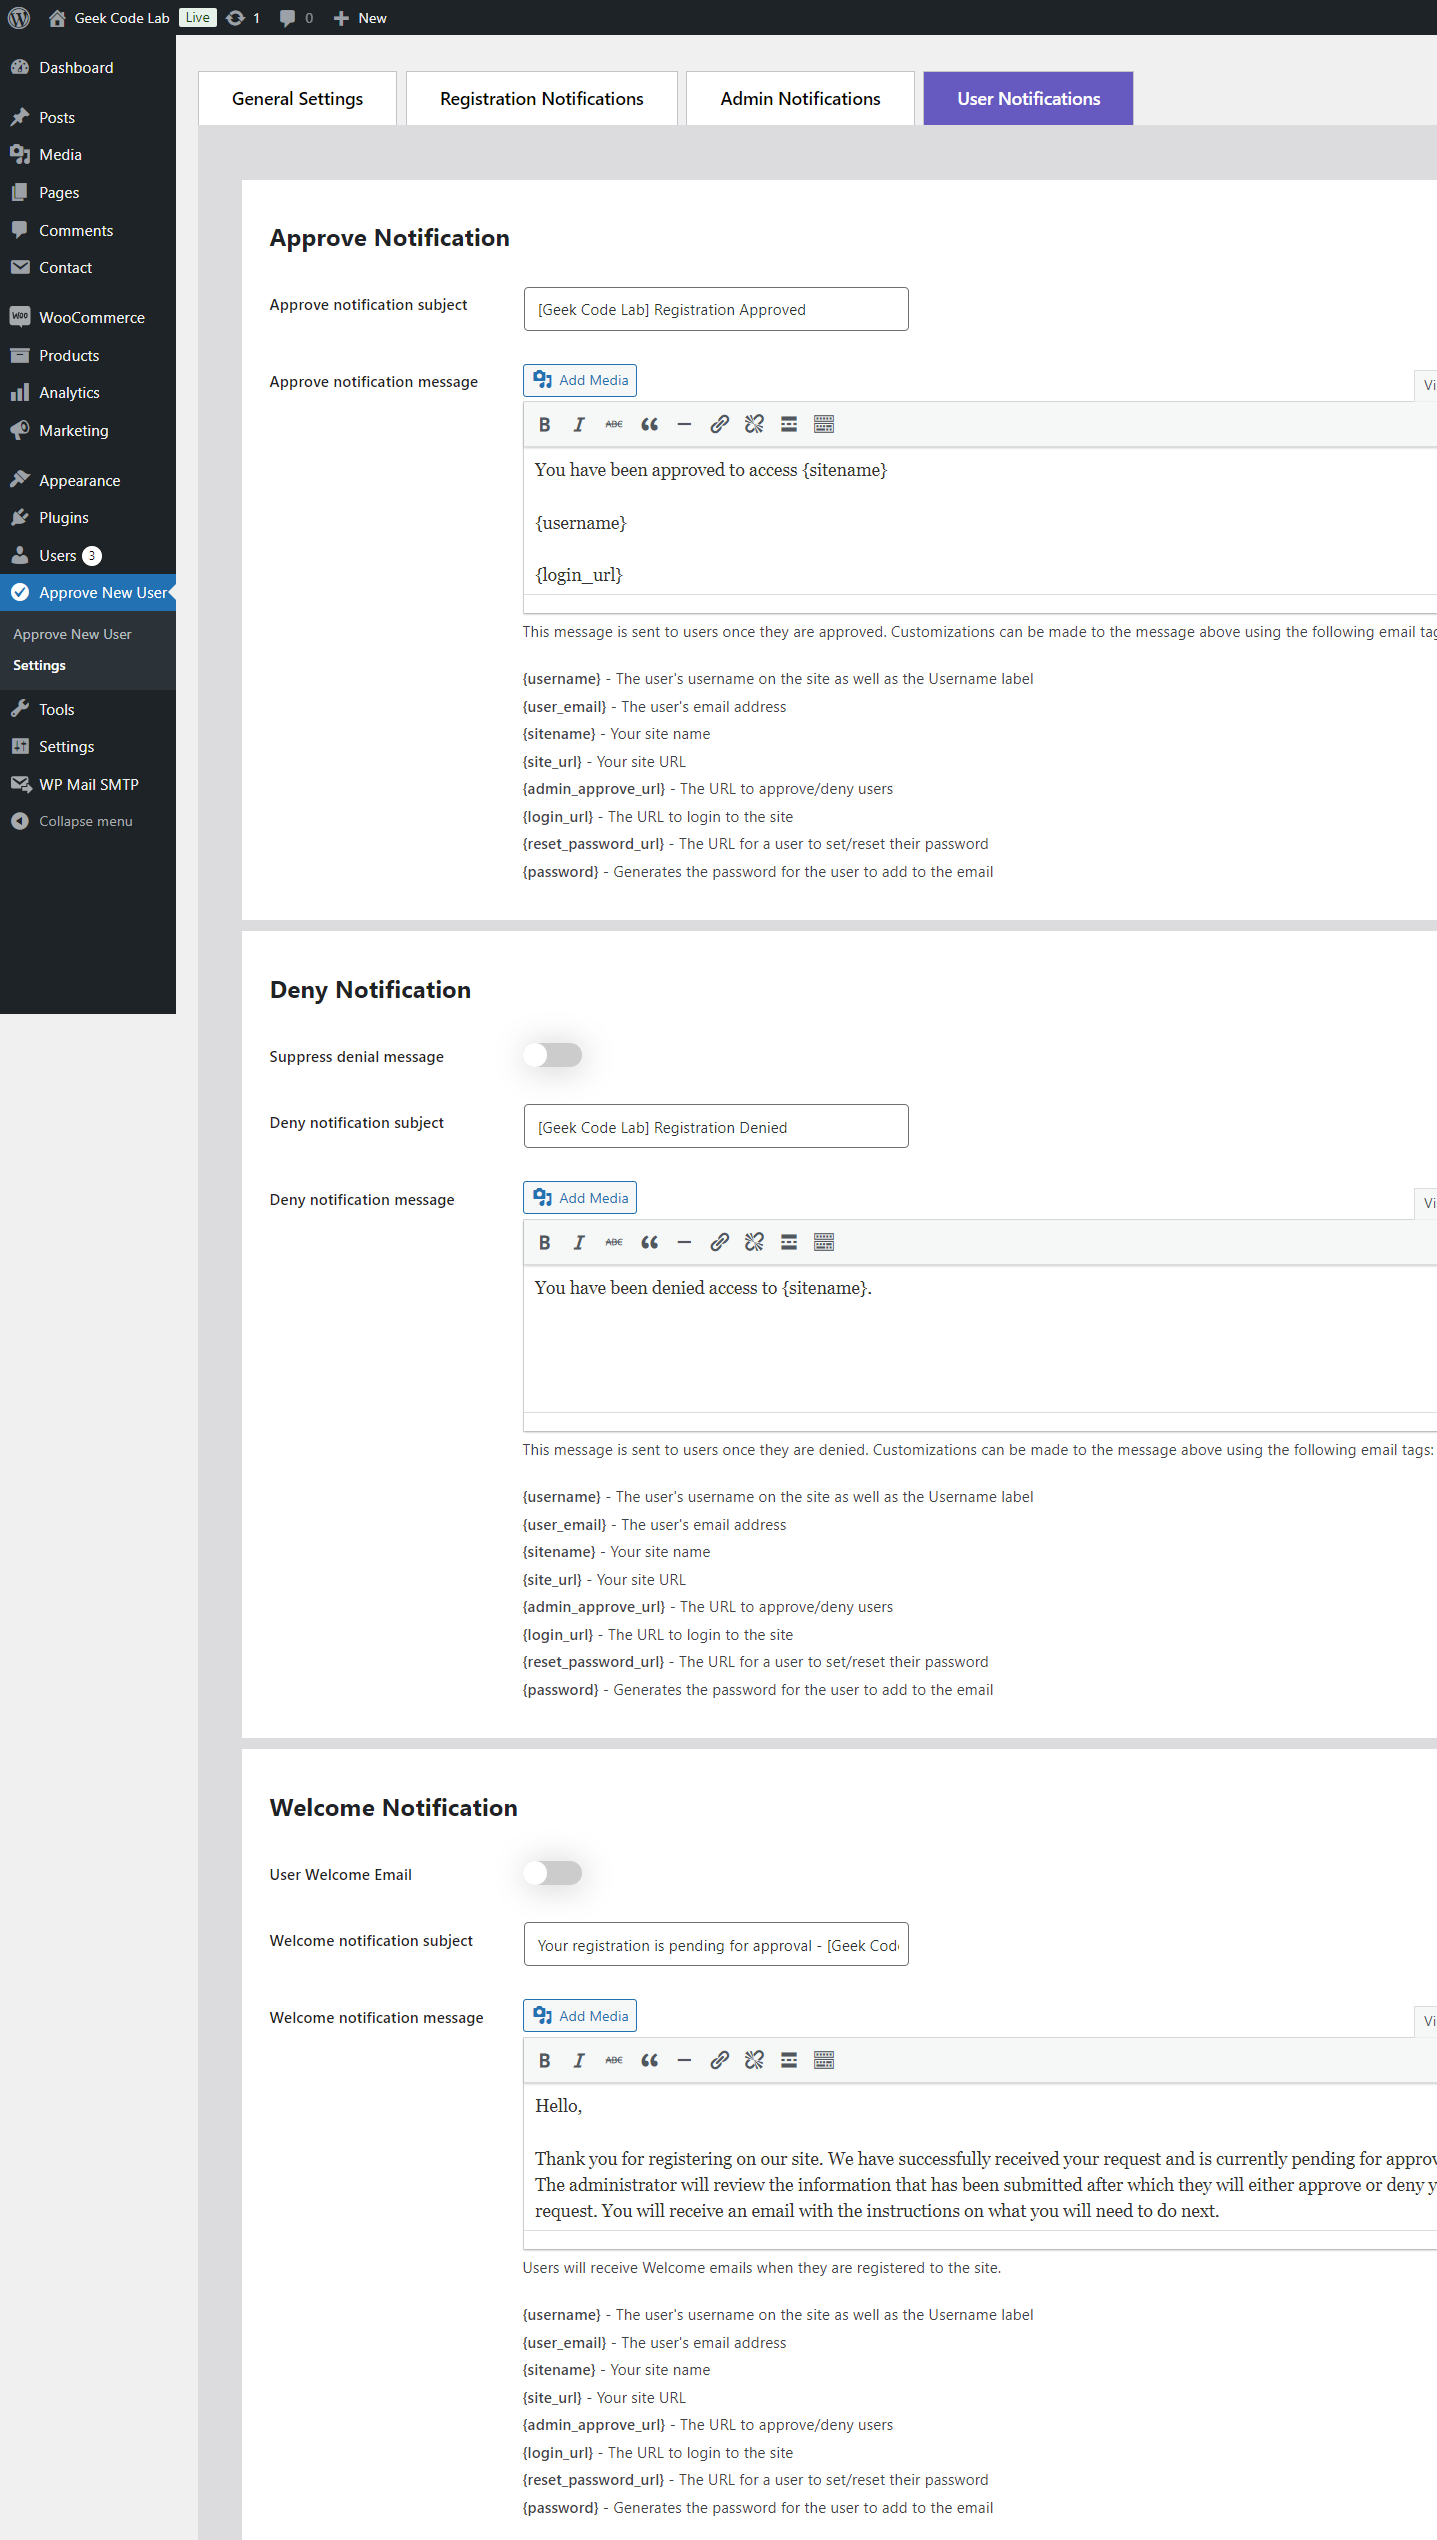 Geek Code Lab Live 1 0 New
Dashboard
Posts
Media
Pages
Comments
Contact
WooCommerce
Products
Analytics
Marketing
Appearance
Plugins
Users 3
Approve New User
Approve New User
Settings
Tools
Settings
WP Mail SMTP
Collapse menu
General Settings
Registration Notifications
Admin Notifications
User Notifications
Approve Notification
Approve notification subject
[Geek Code Lab] Registration Approved
Approve notification message
Add Media
Vi
B I ABC
You have been approved to access {sitename}
{username}
{login_url}
This message is sent to users once they are approved. Customizations can be made to the message above using the following email tag
{username} - The user's username on the site as well as the Username label
{user_email} - The user's email address
{sitename} - Your site name
{site_url} - Your site URL
{admin_approve_url} - The URL to approve/deny users
{login_url} - The URL to login to the site
{reset_password_url} - The URL for a user to set/reset their password
{password} - Generates the password for the user to add to the email
Deny Notification
Suppress denial message
Deny notification subject
[Geek Code Lab] Registration Denied
Deny notification message
Add Media
Vi
B I ABC
You have been denied access to {sitename}.
This message is sent to users once they are denied. Customizations can be made to the message above using the following email tags:
{username} - The user's username on the site as well as the Username label
{user_email} - The user's email address
{sitename} - Your site name
{site_url} - Your site URL
{admin_approve_url} - The URL to approve/deny users
{login_url} - The URL to login to the site
{reset_password_url} - The URL for a user to set/reset their password
{password} - Generates the password for the user to add to the email
Welcome Notification
User Welcome Email
Welcome notification subject
Your registration is pending for approval - [Geek Cod
Welcome notification message
Add Media
Vi
B I ABC
Hello,
Thank you for registering on our site. We have successfully received your request and is currently pending for approv
The administrator will review the information that has been submitted after which they will either approve or deny y
request. You will receive an email with the instructions on what you will need to do next.
Users will receive Welcome emails when they are registered to the site.
{username} - The user's username on the site as well as the Username label
{user_email} - The user's email address
{sitename} - Your site name
{site_url} - Your site URL
{admin_approve_url} - The URL to approve/deny users
{login_url} - The URL to login to the site
{reset_password_url} - The URL for a user to set/reset their password
{password} - Generates the password for the user to add to the email